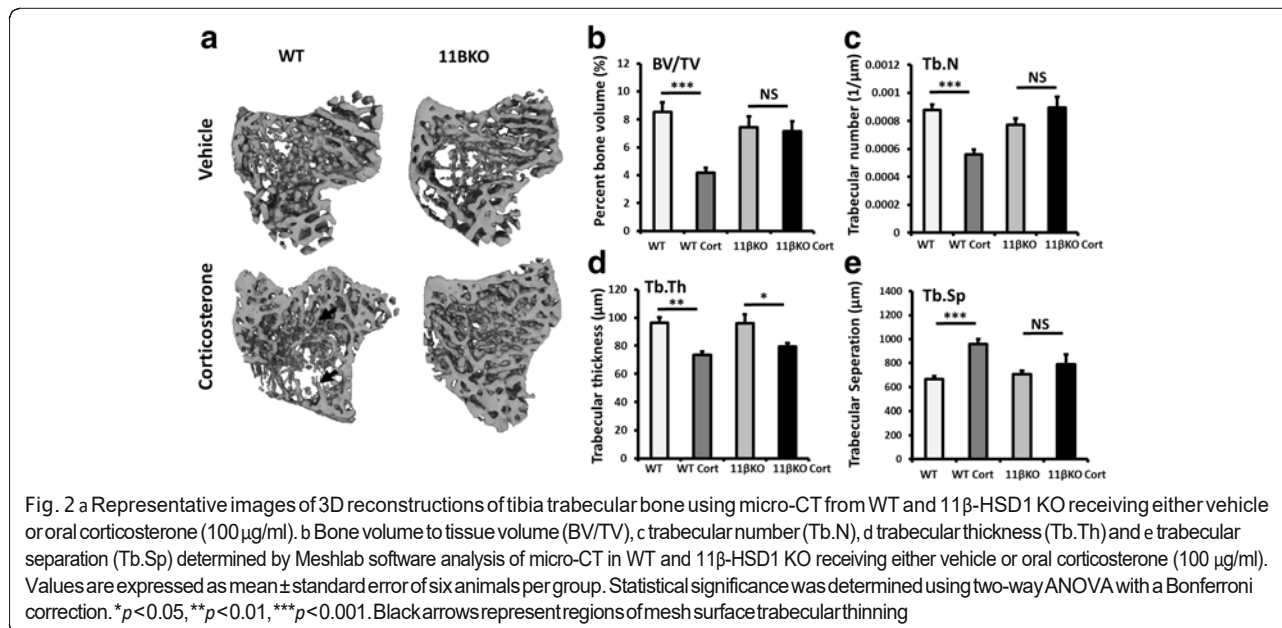 a
WT
11BKO
Vehicle
Corticosterone
b
BV/TV
Percent bone volume (%)
12
10
8
6
4
2
0
***
NS
WT
WT Cort
11βKO
11βKO Cort
c
Tb.N
Trabecular number (1/μm)
0.0012
0.001
0.0008
0.0006
0.0004
0.0002
0
***
NS
WT
WT Cort
11βKO
11βKO Cort
d
Tb.Th
Trabecular thickness (μm)
120
100
80
60
40
20
0
**
*
WT
WT Cort
11βKO
11βKO Cort
e
Tb.Sp
Trabecular Seperation (μm)
1400
1200
1000
800
600
400
200
0
***
NS
WT
WT Cort
11βKO
11βKO Cort
Fig. 2 a Representative images of 3D reconstructions of tibia trabecular bone using micro-CT from WT and 11β-HSD1 KO receiving either vehicle
or oral corticosterone (100 μg/ml). b Bone volume to tissue volume (BV/TV), c trabecular number (Tb.N), d trabecular thickness (Tb.Th) and e trabecular
separation (Tb.Sp) determined by Meshlab software analysis of micro-CT in WT and 11β-HSD1 KO receiving either vehicle or oral corticosterone (100 μg/ml).
Values are expressed as mean ± standard error of six animals per group. Statistical significance was determined using two-way ANOVA with a Bonferroni
correction. *p < 0.05, **p < 0.01, ***p < 0.001. Black arrows represent regions of mesh surface trabecular thinning